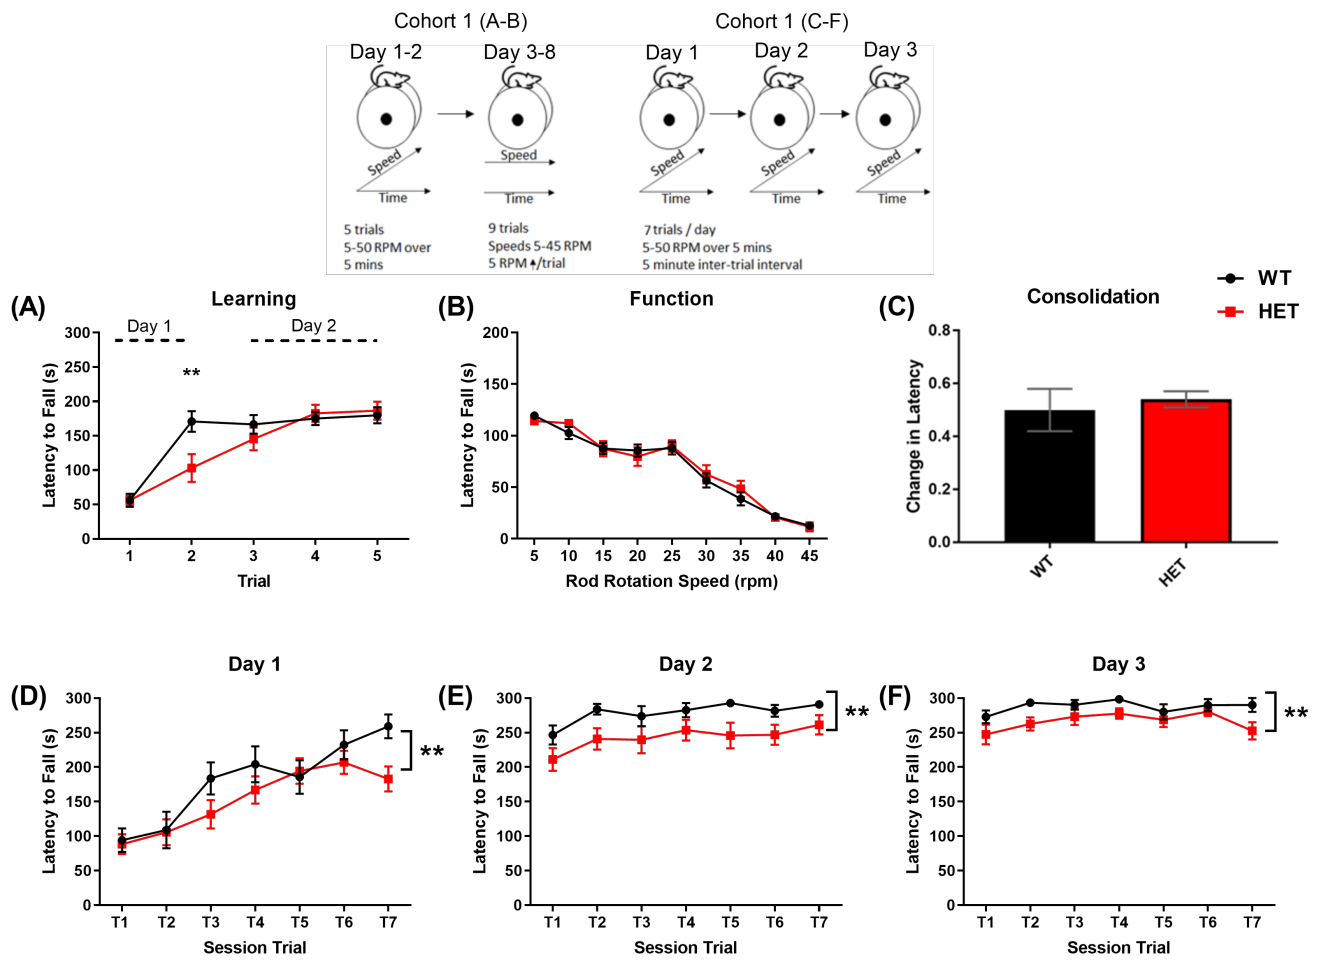 Cohort 1 (A-B)
Cohort 1 (C-F)
Day 1-2
Day 3-8
Day 1
Day 2
Day 3
Speed
Time
Speed
Time
Speed
Time
Speed
Time
Speed
Time
5 trials
5-50 RPM over
5 mins
9 trials
Speeds 5-45 RPM
5 RPM ↑/trial
7 trials / day
5-50 RPM over 5 mins
5 minute inter-trial interval
WT
HET
(A)
Learning
Day 1
Day 2
**
Latency to Fall (s)
300
250
200
150
100
50
0
1 2 3 4 5
Trial
(B)
Function
Latency to Fall (s)
200
150
100
50
0
5 10 15 20 25 30 35 40 45
Rod Rotation Speed (rpm)
(C)
Consolidation
Change in Latency
0.8
0.6
0.4
0.2
0.0
WT
HET
(D)
Day 1
Latency to Fall (s)
300
250
200
150
100
50
0
**
T1 T2 T3 T4 T5 T6 T7
Session Trial
(E)
Day 2
Latency to Fall (s)
300
250
200
150
100
50
0
**
T1 T2 T3 T4 T5 T6 T7
Session Trial
(F)
Day 3
Latency to Fall (s)
300
250
200
150
100
50
0
**
T1 T2 T3 T4 T5 T6 T7
Session Trial